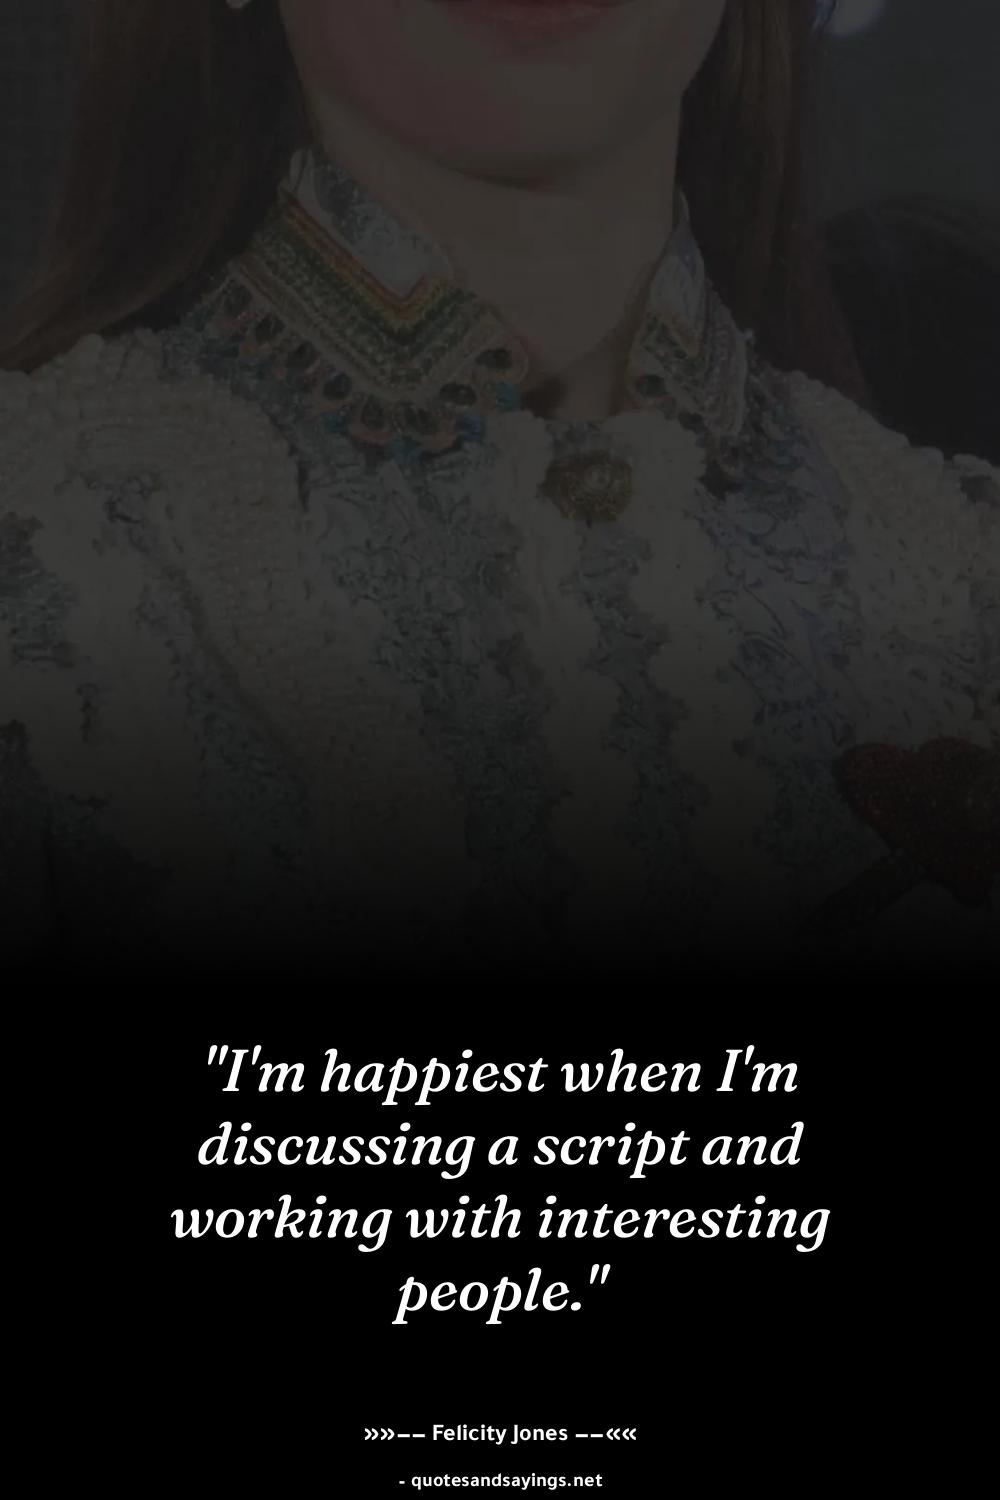 "I'm happiest when I'm
discussing a script and
working with interesting
people."
»»−− Felicity Jones −−««
- quotesandsayings.net